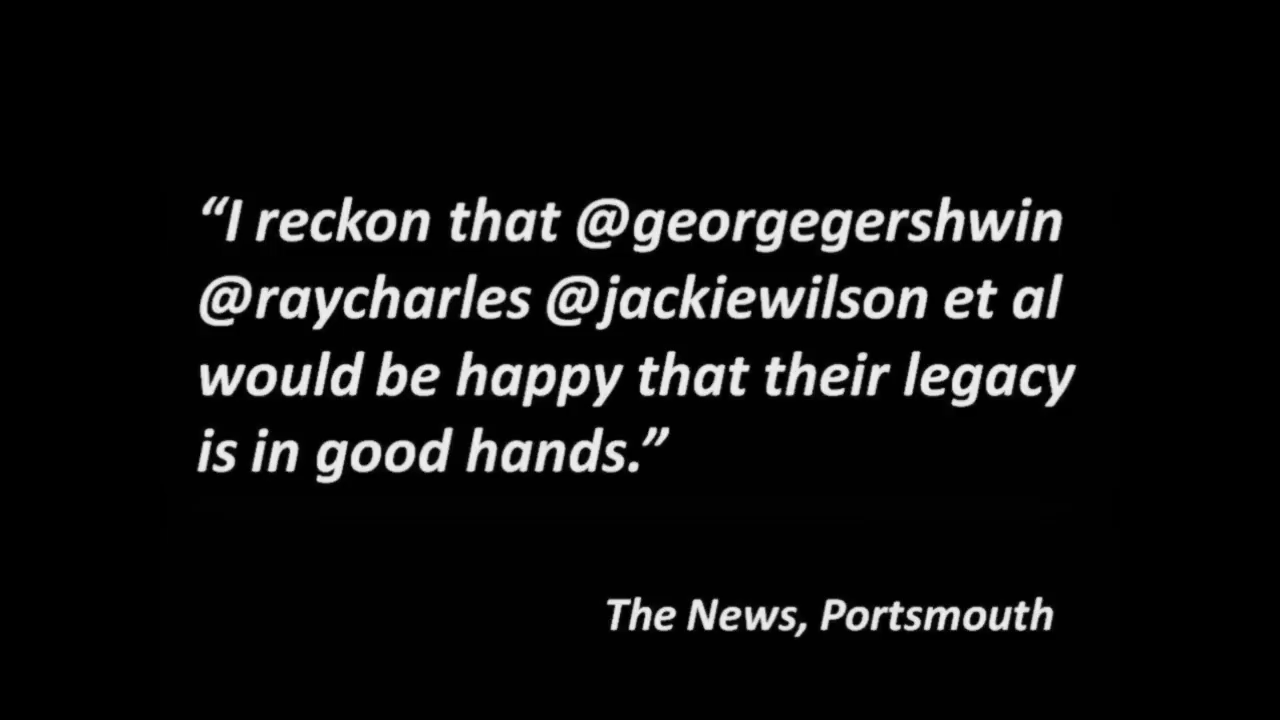 “I reckon that @georgegershwin
@raycharles @jackiewilson et al
would be happy that their legacy
is in good hands.”
The News, Portsmouth